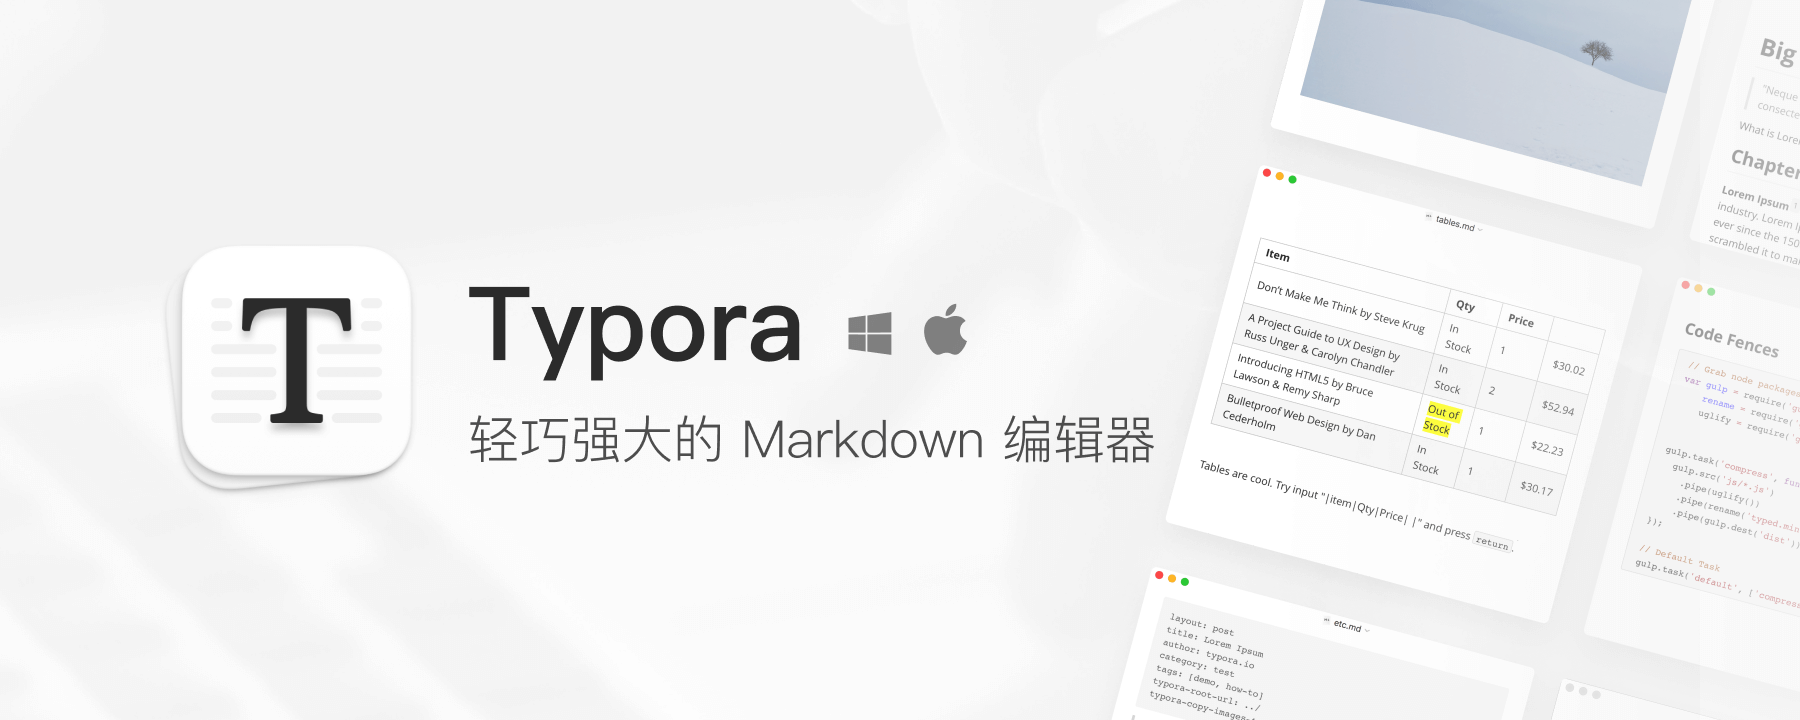 T
Typora
轻巧强大的 Markdown 编辑器
tables.md
Item
Qty
Price
Don't Make Me Think by Steve Krug
In Stock
1
$30.02
A Project Guide to UX Design by
Russ Unger & Carolyn Chandler
In Stock
2
$52.94
Introducing HTML5 by Bruce
Lawson & Remy Sharp
Out of Stock
1
$22.23
Bulletproof Web Design by Dan
Cederholm
In Stock
1
$30.17
Tables are cool. Try input "|item|Qty|Price| |" and press return.
etc.md
layout: post
title: Lorem Ipsum
author: typora.io
category: test
tags: [demo, how-to]
typora-root-url: ../
typora-copy-images-
Big
"Neque
consecte
What is Lorem
Chapter
Lorem Ipsum
industry. Lorem
ever since the 150
scrambled it to ma
Code Fences
// Grab node packages
var gulp = require('gu
rename = require('
uglify = require('g
gulp.task('compress', fun
gulp.src('js/*.js')
.pipe(uglify())
.pipe(rename('typed.min
.pipe(gulp.dest('dist'))
});
// Default Task
gulp.task('default', ['compress